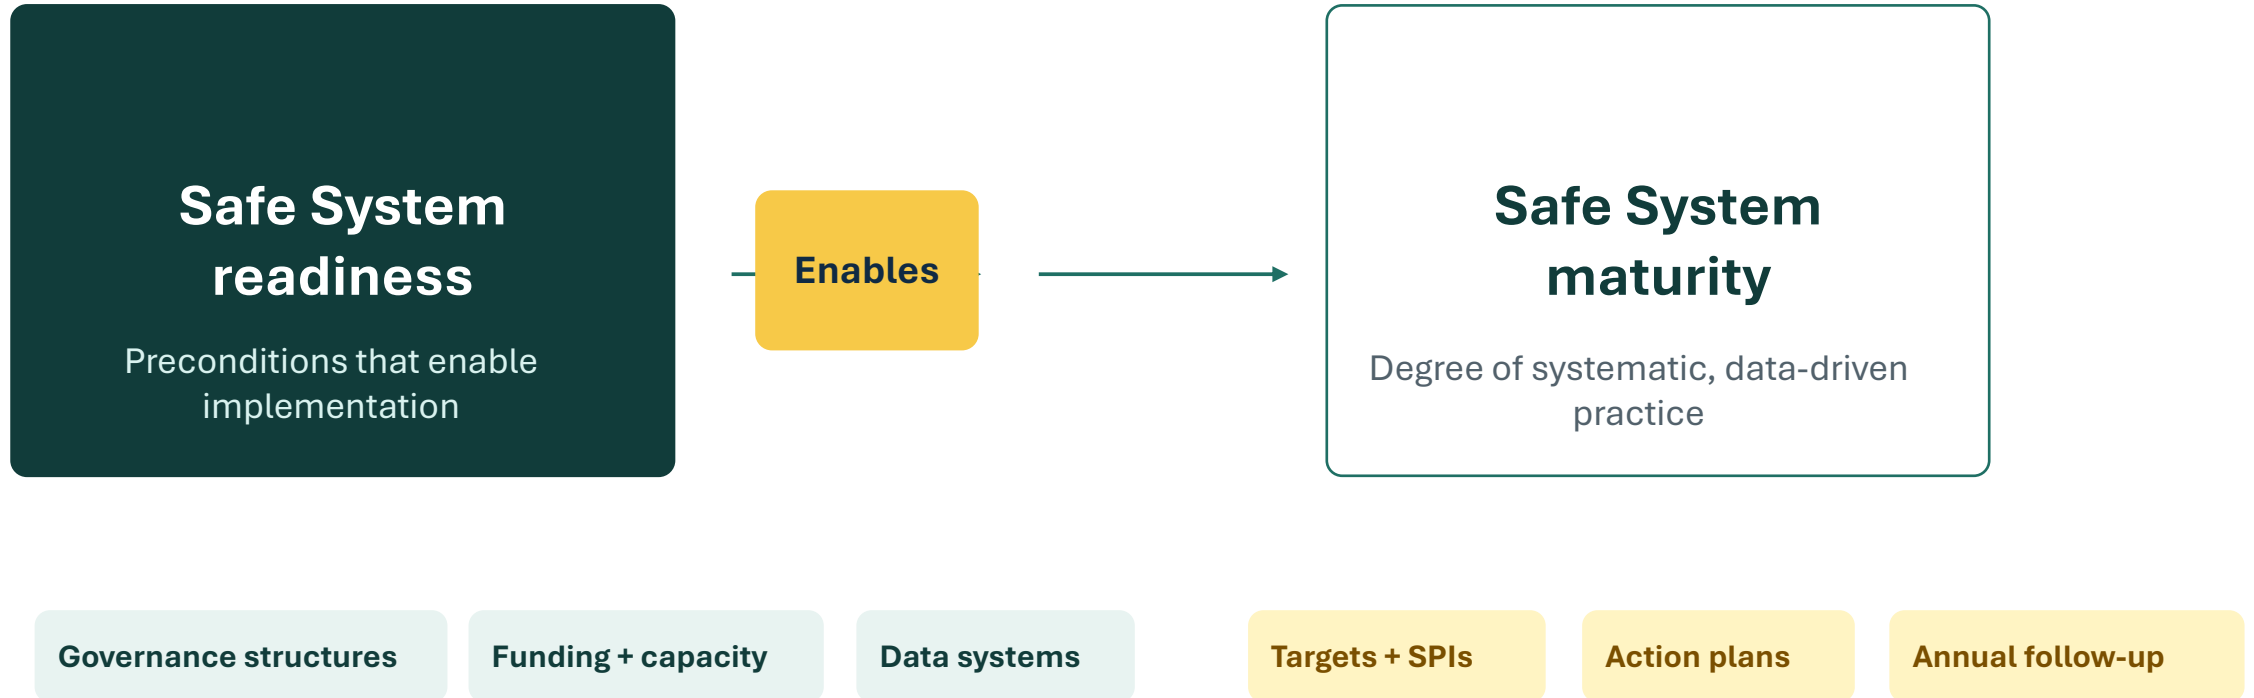 Safe System
readiness
Preconditions that enable
implementation
Enables
Safe System
maturity
Degree of systematic, data-driven
practice
Governance structures
Funding + capacity
Data systems
Targets + SPIs
Action plans
Annual follow-up